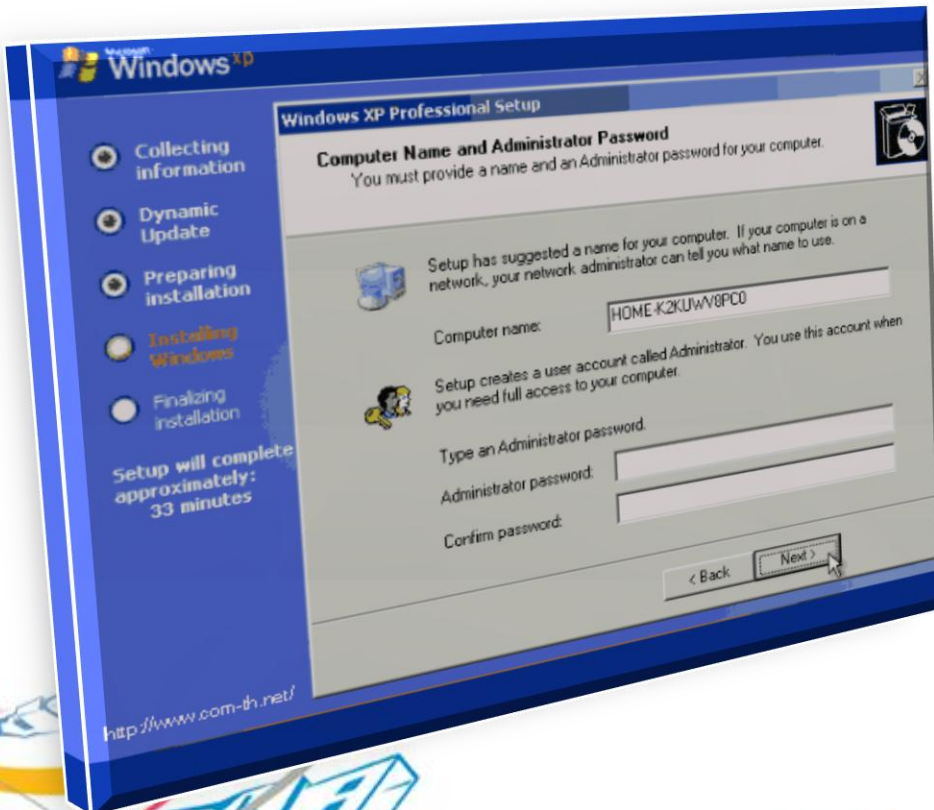 Microsoft
Windows xp
Collecting
information
Dynamic
Update
Preparing
installation
Installing
Windows
Finalizing
installation
Setup will complete
approximately:
33 minutes
http://www.com-th.net/
Windows XP Professional Setup
Computer Name and Administrator Password
You must provide a name and an Administrator password for your computer.
Setup has suggested a name for your computer. If your computer is on a
network, your network administrator can tell you what name to use.
Computer name:
HOME-K2KUWV8PC0
Setup creates a user account called Administrator. You use this account when
you need full access to your computer.
Type an Administrator password.
Administrator password:
Confirm password:
< Back
Next >